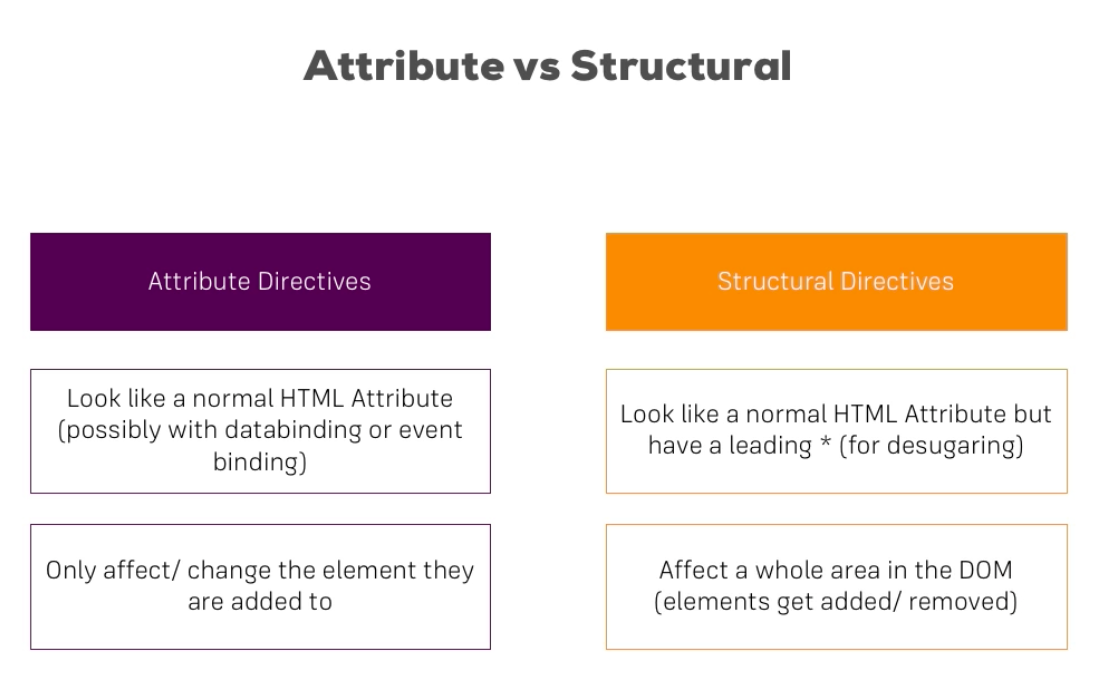 Attribute vs Structural
Attribute Directives
Structural Directives
Look like a normal HTML Attribute
(possibly with databinding or event
binding)
Look like a normal HTML Attribute but
have a leading * (for desugaring)
Only affect/ change the element they
are added to
Affect a whole area in the DOM
(elements get added/ removed)